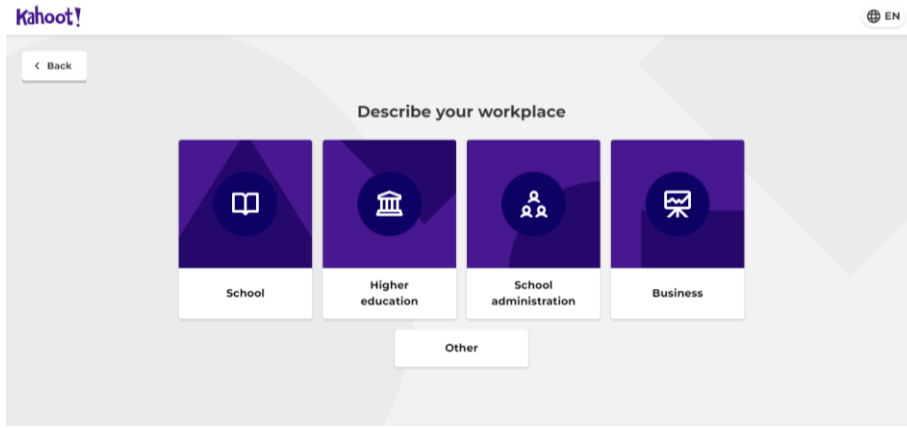 Kahoot!
EN
Back
Describe your workplace
School
Higher
education
School
administration
Business
Other